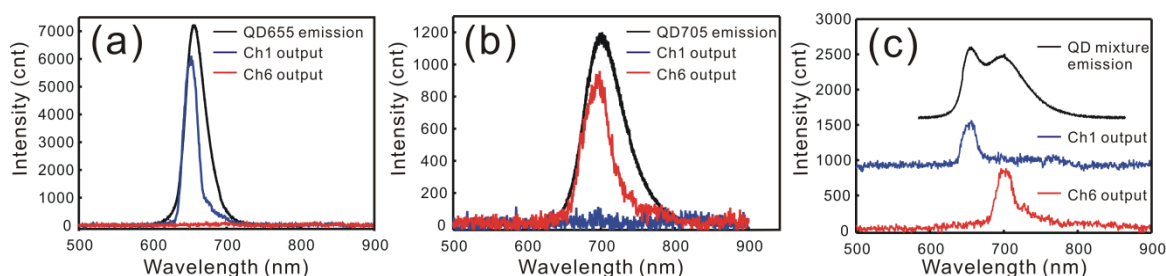 (a)
QD655 emission
Ch1 output
Ch6 output
Intensity (cnt)
7000
6000
5000
4000
3000
2000
1000
0
500 600 700 800 900
Wavelength (nm)
(b)
QD705 emission
Ch1 output
Ch6 output
Intensity (cnt)
1200
1000
800
600
400
200
0
500 600 700 800 900
Wavelength (nm)
(c)
QD mixture
emission
Ch1 output
Ch6 output
Intensity (cnt)
3000
2500
2000
1500
1000
500
0
500 600 700 800 900
Wavelength (nm)